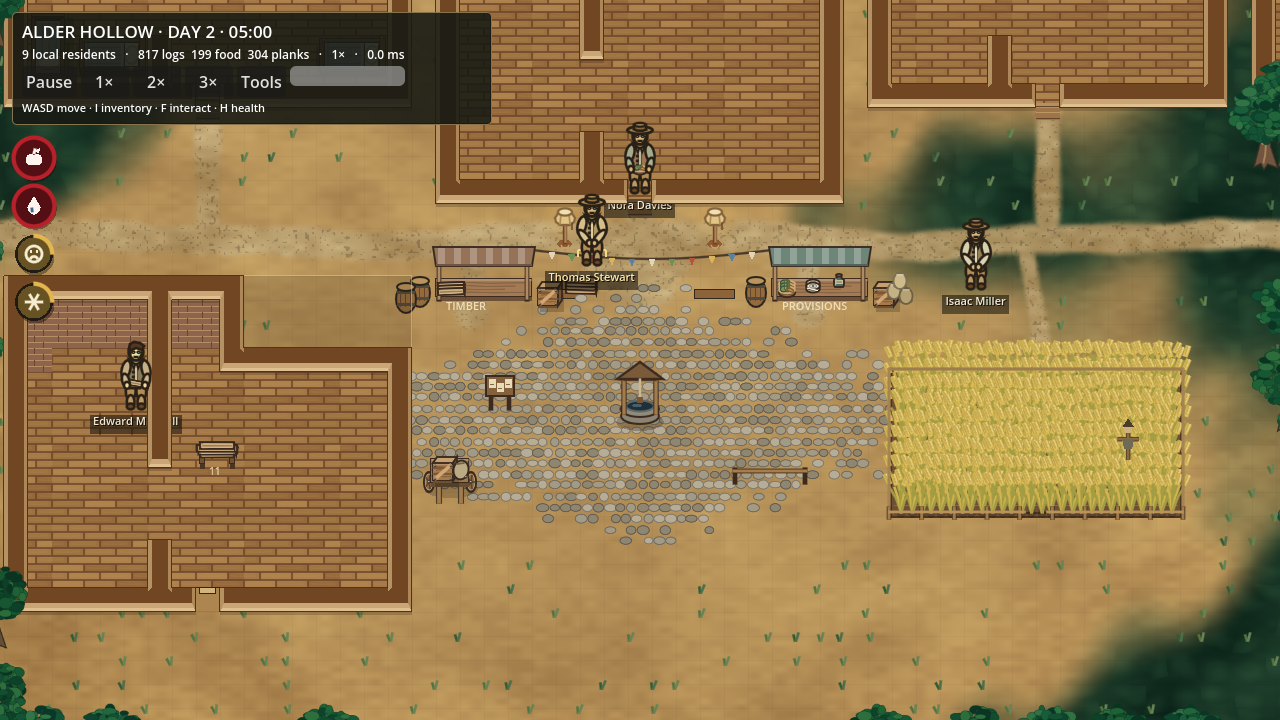 ALDER HOLLOW · DAY 2 · 05:00
9 local residents · 817 logs 199 food 304 planks · 1× · 0.0 ms
Pause 1× 2× 3× Tools
WASD move · I inventory · F interact · H health
Nora Davies
Thomas Stewart
Isaac Miller
TIMBER
PROVISIONS
Edward
11